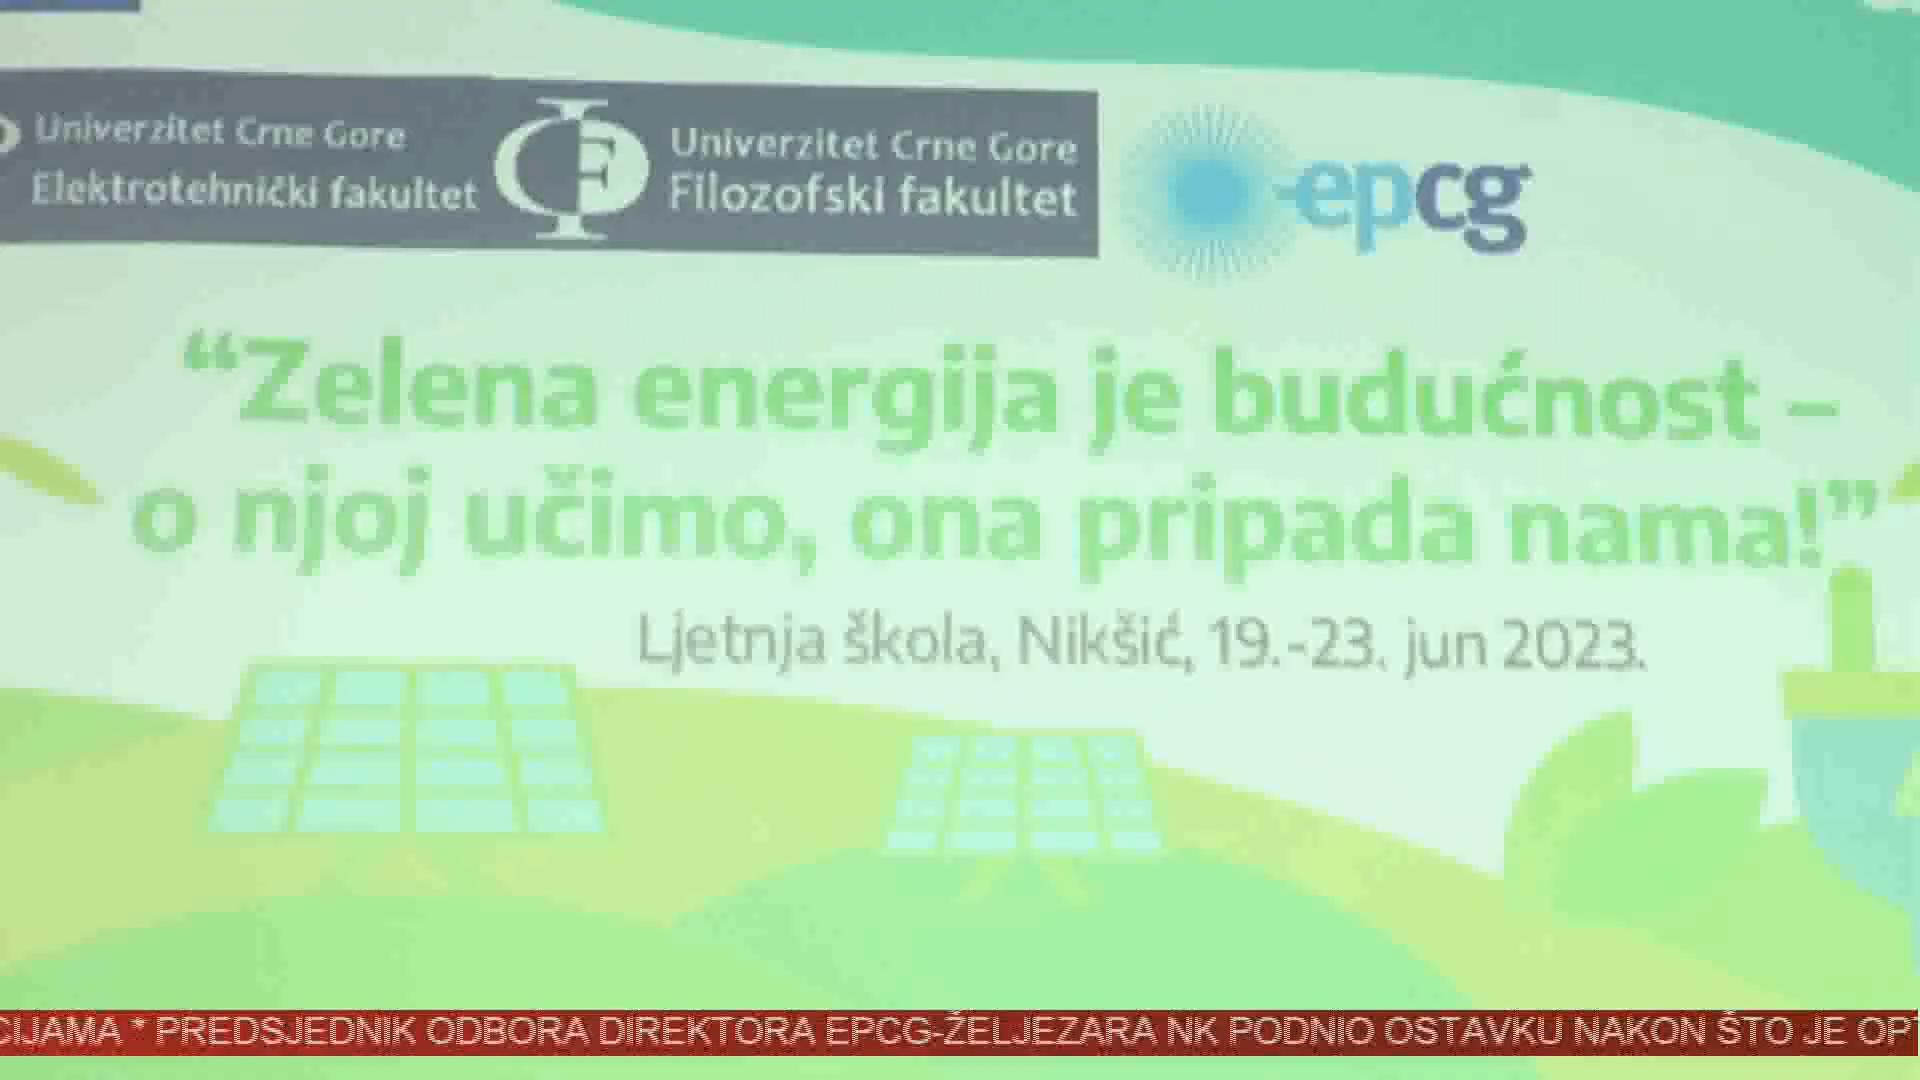 Univerzitet Crne Gore
Elektrotehnički fakultet
Univerzitet Crne Gore
Filozofski fakultet
epcg
“Zelena energija je budućnost –
o njoj učimo, ona pripada nama!”
Ljetnja škola, Nikšić, 19.-23. jun 2023.
CIJAMA * PREDSJEDNIK ODBORA DIREKTORA EPCG-ŽELJEZARA NK PODNIO OSTAVKU NAKON ŠTO JE OPT